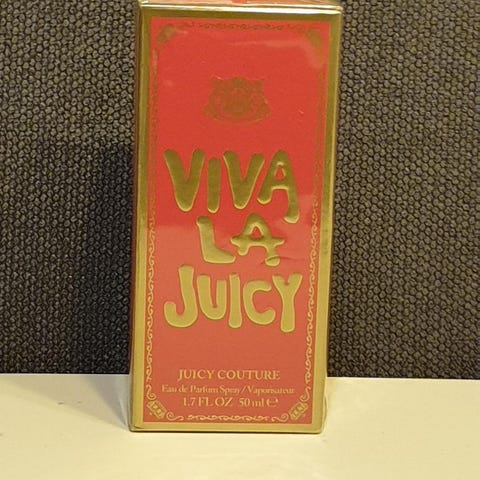 VIVA
LA
JUICY
JUICY COUTURE
Eau de Parfum Spray/Vaporisateur
1.7 FL OZ 50 ml ℮